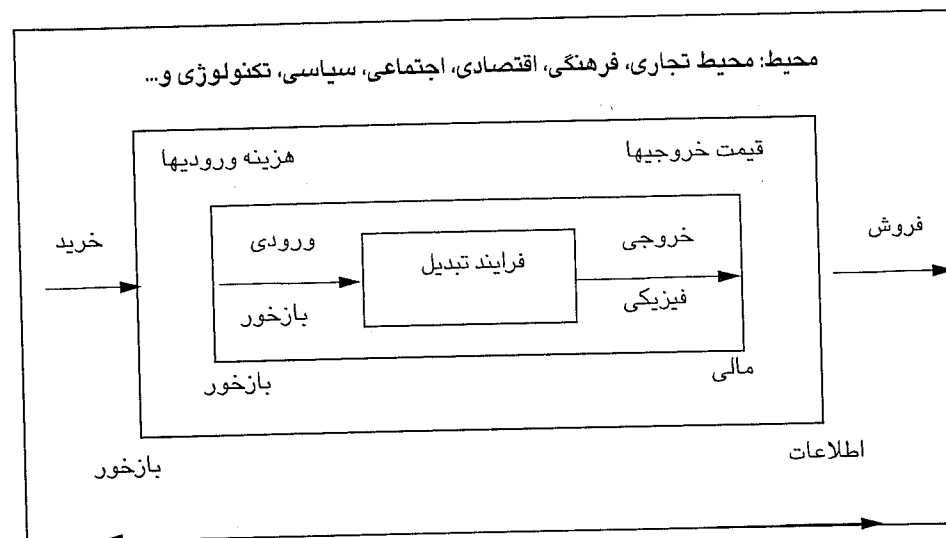 محیط: محیط تجاری، فرهنگی، اقتصادی، اجتماعی، سیاسی، تکنولوژی و...
قیمت خروجیها
هزینه ورودیها
فروش
خروجی
ورودی
خرید
فرایند تبدیل
فیزیکی
بازخور
مالی
بازخور
اطلاعات
بازخور